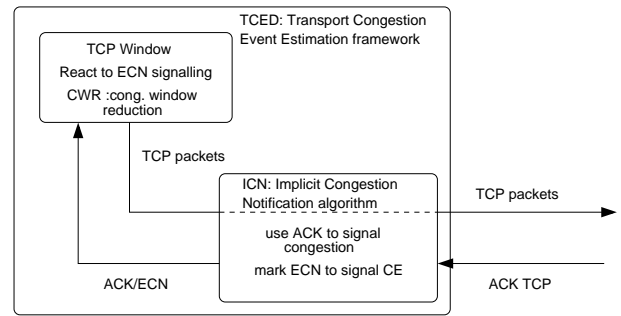 TCED: Transport Congestion
Event Estimation framework
TCP Window
React to ECN signalling
CWR :cong. window
reduction
TCP packets
ICN: Implicit Congestion
Notification algorithm
TCP packets
use ACK to signal
congestion
mark ECN to signal CE
ACK/ECN
ACK TCP